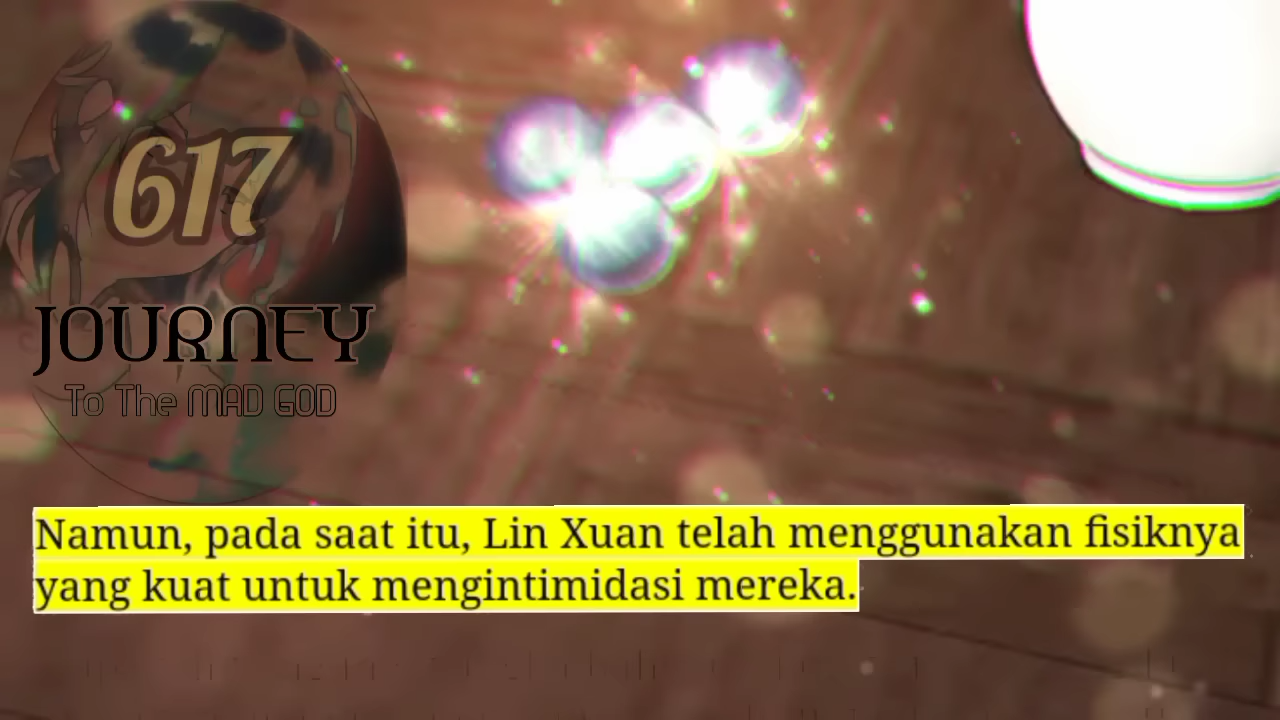 617
JOURNEY
To The MAD GOD
Namun, pada saat itu, Lin Xuan telah menggunakan fisiknya
yang kuat untuk mengintimidasi mereka.